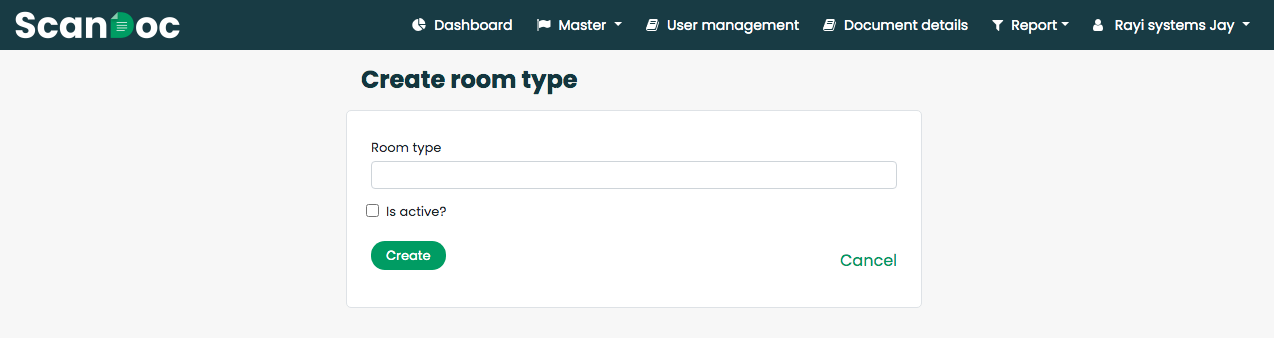 ScanDoc Dashboard Master User management Document details Report Rayi systems Jay
Create room type
Room type
Is active?
Create Cancel